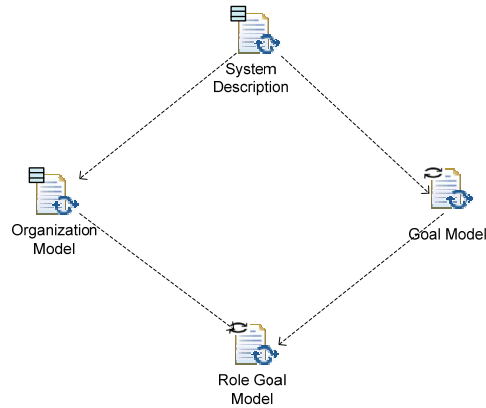 System
Description
Organization
Model
Goal Model
Role Goal
Model